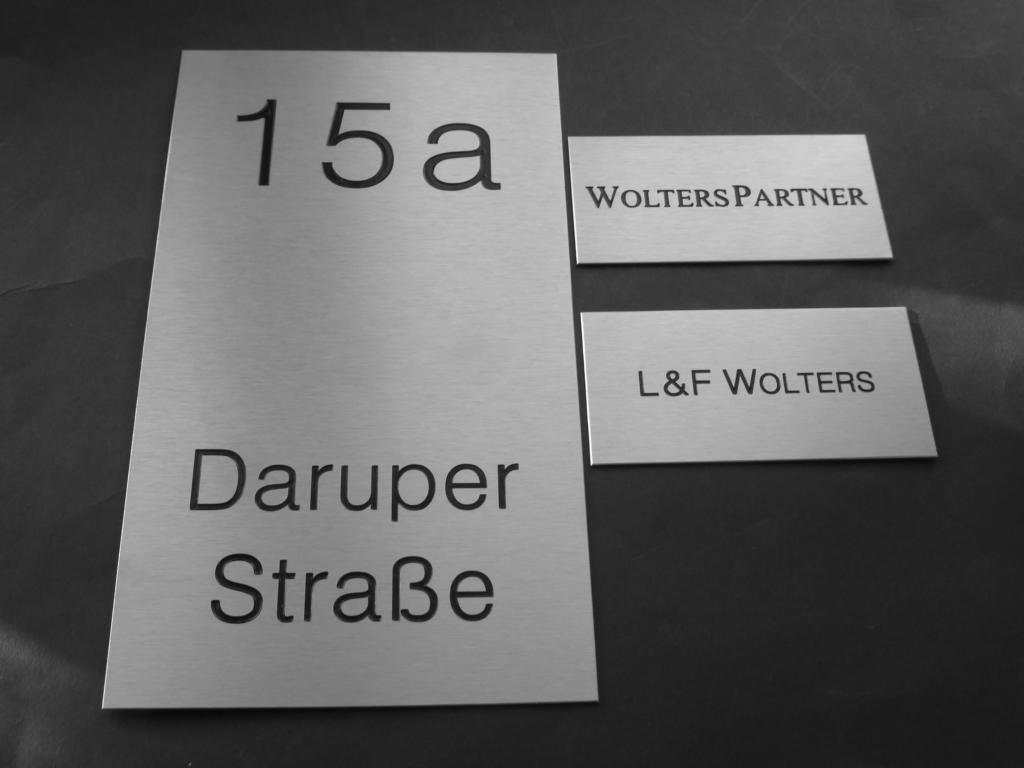 15a
Daruper
Straße
WOLTERSPARTNER
L&F WOLTERS